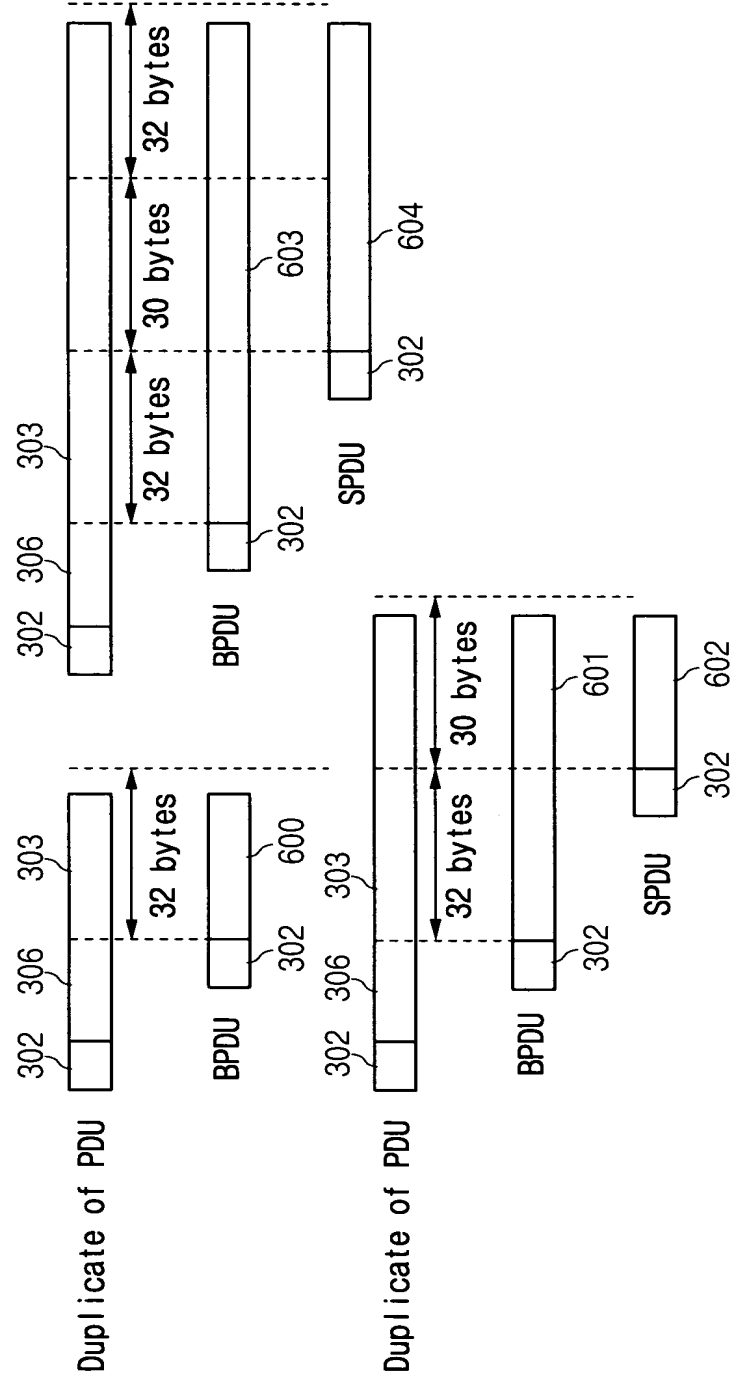 Duplicate of PDU
302
306
303
32 bytes
BPDU
302
600
302
306
303
32 bytes
30 bytes
32 bytes
BPDU
302
603
SPDU
302
604
Duplicate of PDU
302
306
303
32 bytes
30 bytes
BPDU
302
601
SPDU
302
602